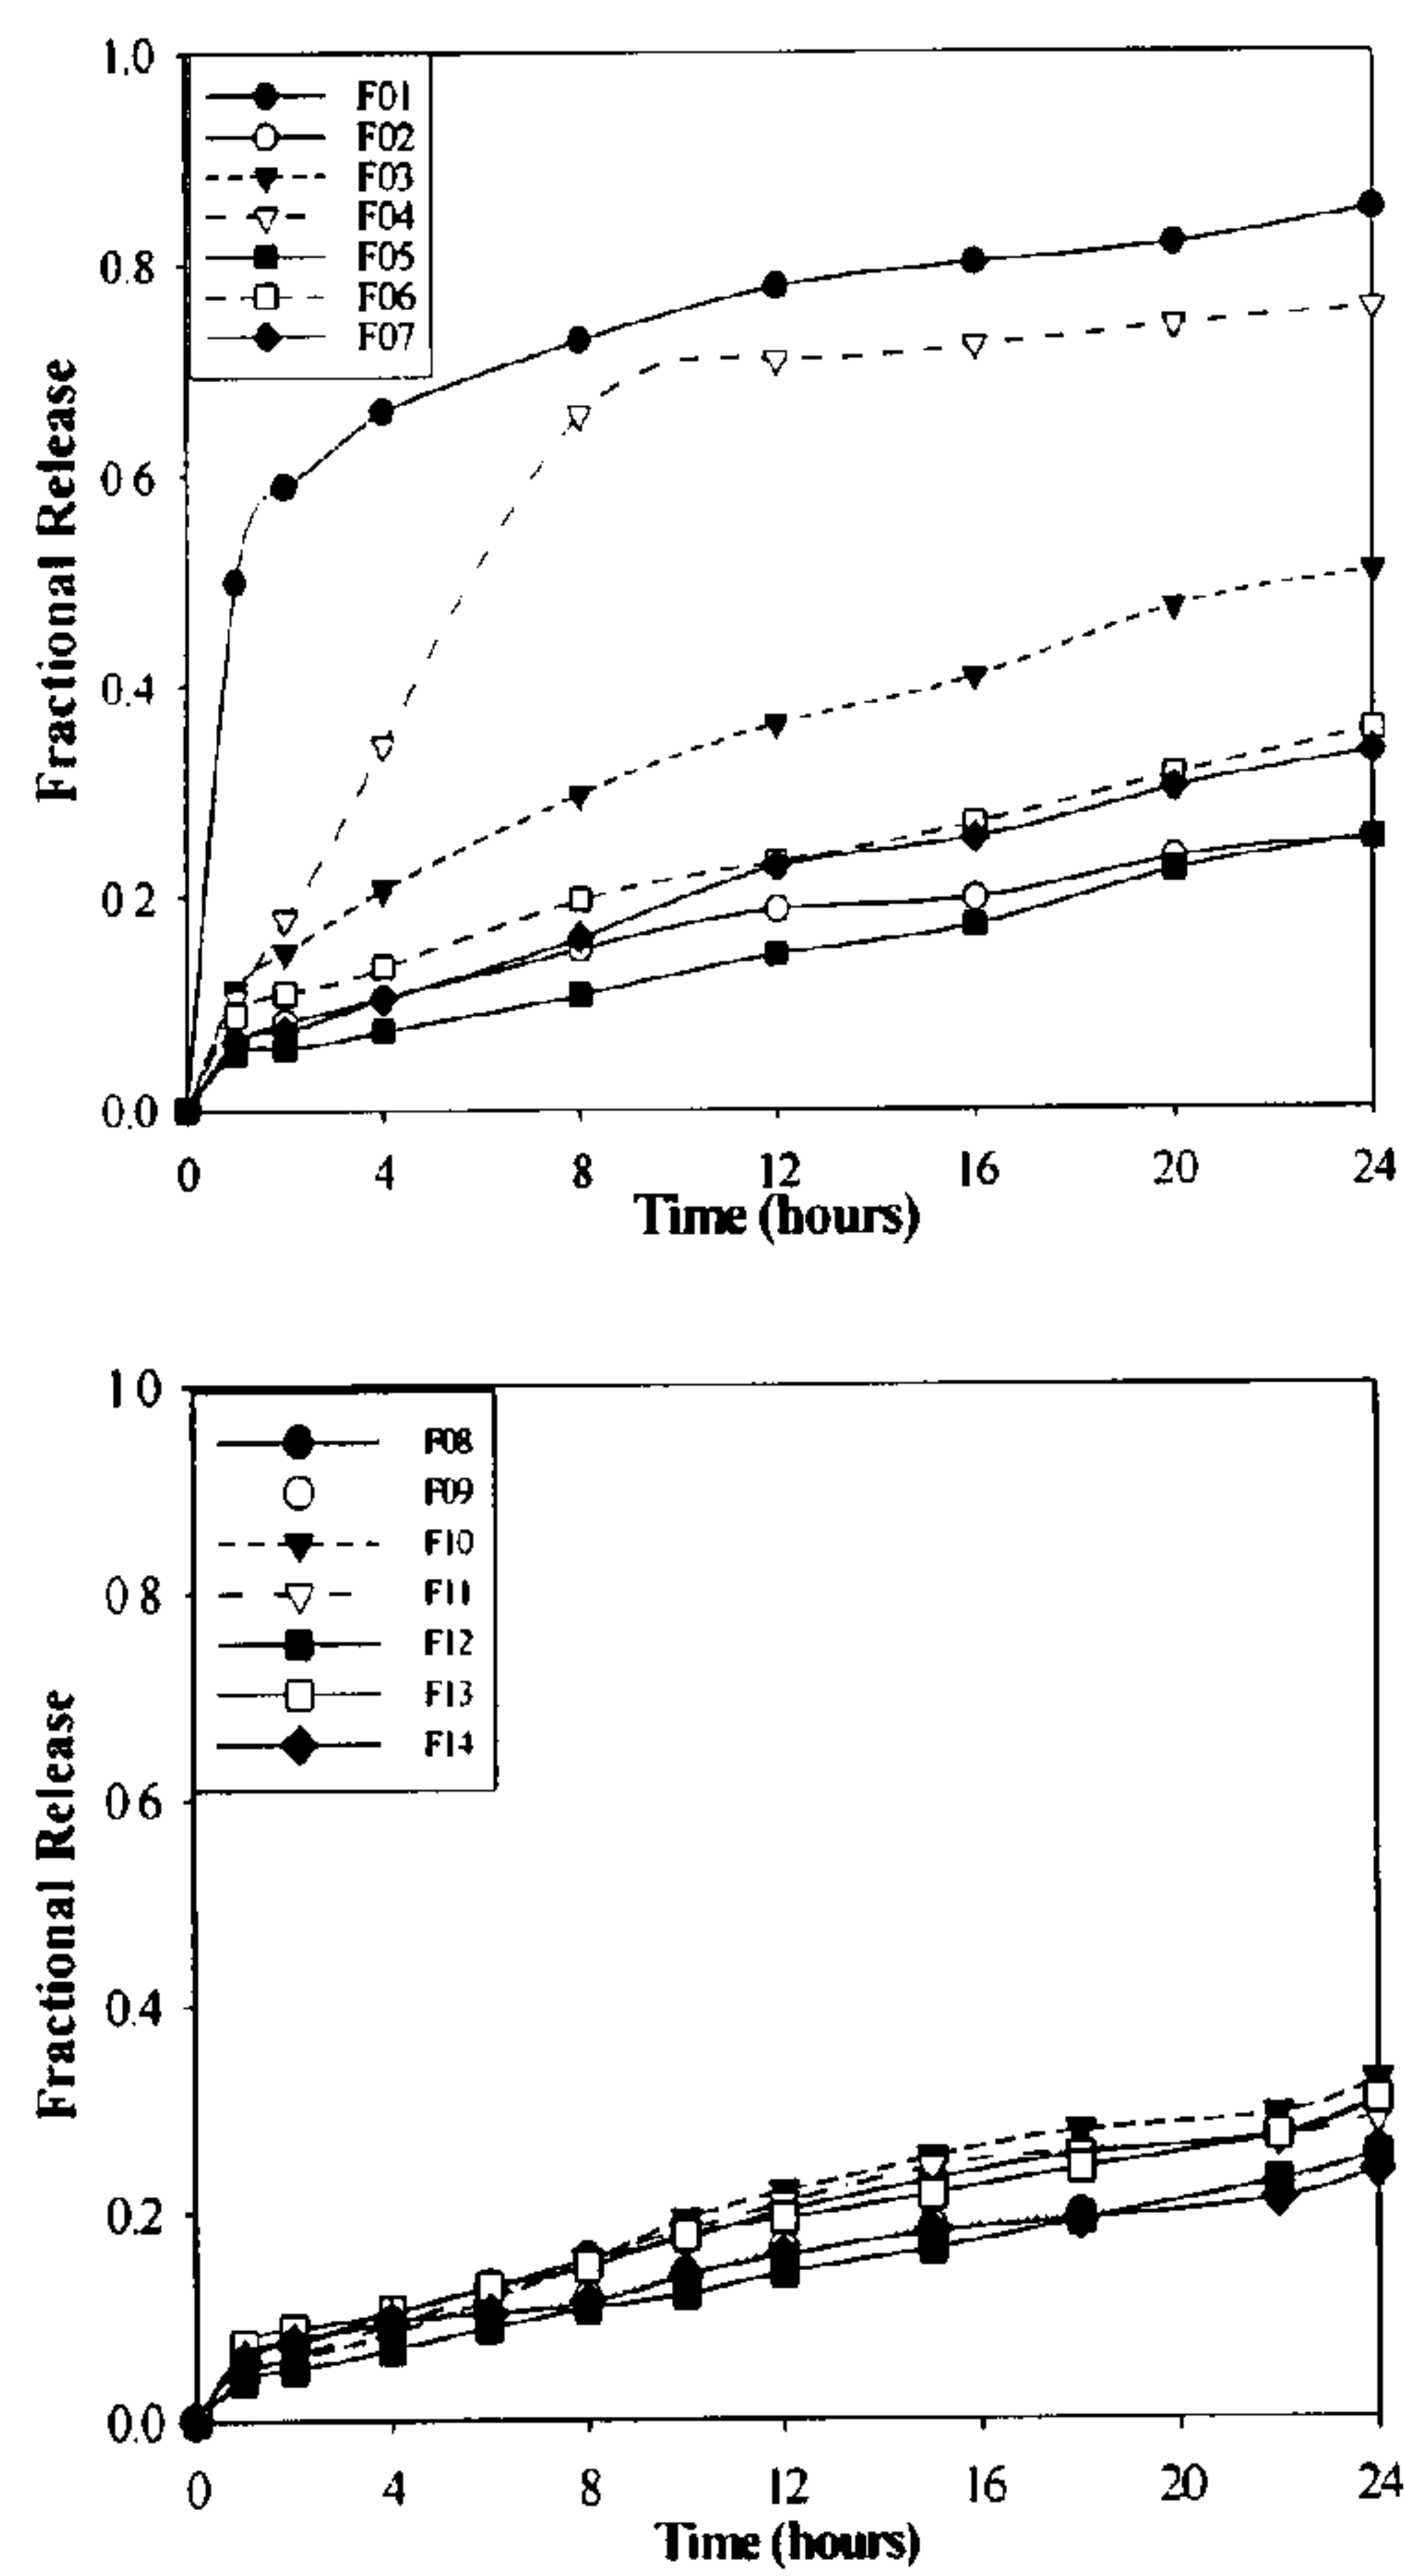 1.0
F01
F02
F03
F04
F05
F06
F07
0.8
0 6
0.4
0 2
0.0
Fractional Release
0 4 8 12 16 20 24
Time (hours)
1 0
F08
F09
F10
F11
F12
F13
F14
0 8
0 6
0.4
0.2
0.0
Fractional Release
0 4 8 12 16 20 24
Time (hours)